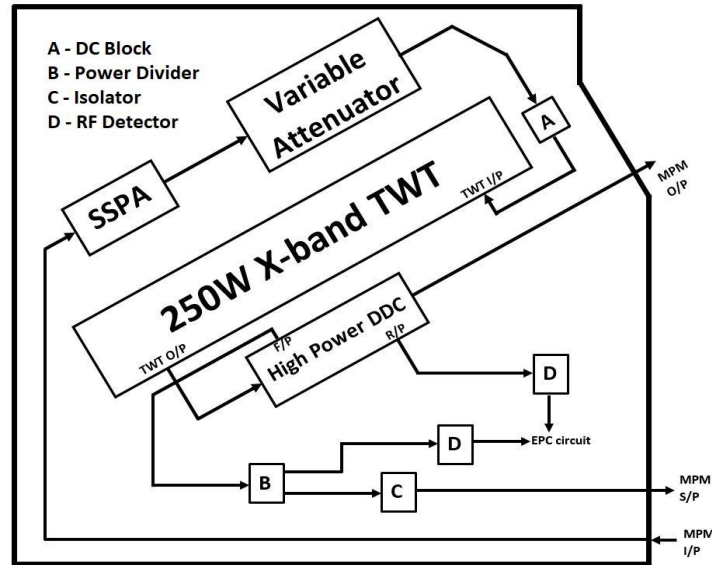 A - DC Block
B - Power Divider
C - Isolator
D - RF Detector
Variable
Attenuator
A
SSPA
TWT I/P
MPM
O/P
250W X-band TWT
TWT O/P
F/P
High Power DDC
R/P
D
D
EPC circuit
B
C
MPM
S/P
MPM
I/P